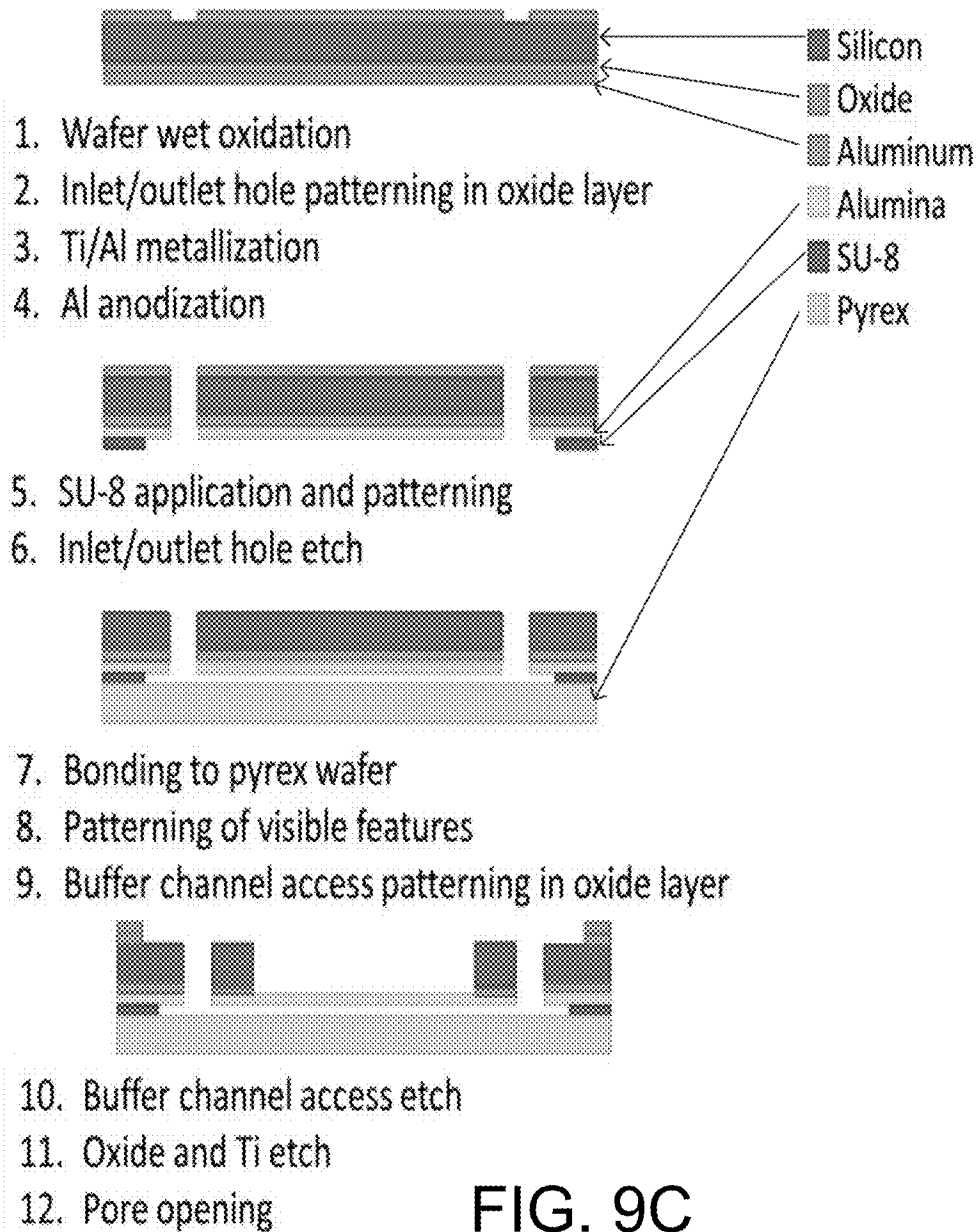 Silicon
Oxide
Aluminum
Alumina
SU-8
Pyrex
1. Wafer wet oxidation
2. Inlet/outlet hole patterning in oxide layer
3. Ti/Al metallization
4. Al anodization
5. SU-8 application and patterning
6. Inlet/outlet hole etch
7. Bonding to pyrex wafer
8. Patterning of visible features
9. Buffer channel access patterning in oxide layer
10. Buffer channel access etch
11. Oxide and Ti etch
12. Pore opening
FIG. 9C